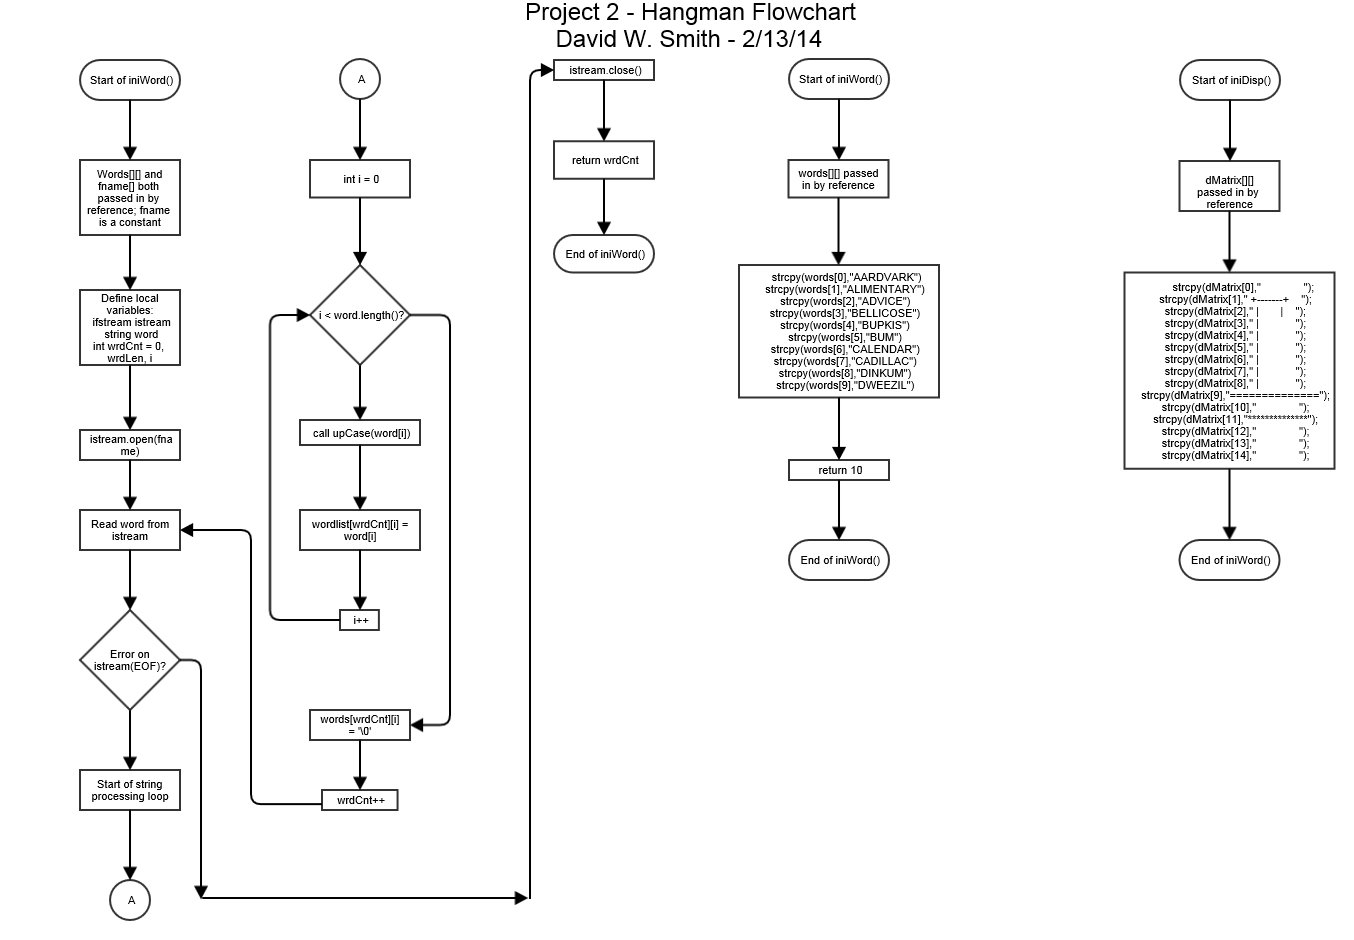 Project 2 - Hangman Flowchart
David W. Smith - 2/13/14
Start of iniWord()
Words[][] and
fname[] both
passed in by
reference; fname
is a constant
Define local
variables:
ifstream istream
string word
int wrdCnt = 0,
wrdLen, i
istream.open(fna
me)
Read word from
istream
Error on
istream(EOF)?
Start of string
processing loop
A
A
int i = 0
i < word.length()?
call upCase(word[i])
wordlist[wrdCnt][i] =
word[i]
i++
words[wrdCnt][i]
= '\0'
wrdCnt++
istream.close()
return wrdCnt
End of iniWord()
Start of iniWord()
words[][] passed
in by reference
strcpy(words[0],"AARDVARK")
strcpy(words[1],"ALIMENTARY")
strcpy(words[2],"ADVICE")
strcpy(words[3],"BELLICOSE")
strcpy(words[4],"BUPKIS")
strcpy(words[5],"BUM")
strcpy(words[6],"CALENDAR")
strcpy(words[7],"CADILLAC")
strcpy(words[8],"DINKUM")
strcpy(words[9],"DWEEZIL")
return 10
End of iniWord()
Start of iniDisp()
dMatrix[][]
passed in by
reference
strcpy(dMatrix[0]," ");
strcpy(dMatrix[1]," +-------+ ");
strcpy(dMatrix[2]," | | ");
strcpy(dMatrix[3]," | ");
strcpy(dMatrix[4]," | ");
strcpy(dMatrix[5]," | ");
strcpy(dMatrix[6]," | ");
strcpy(dMatrix[7]," | ");
strcpy(dMatrix[8]," | ");
strcpy(dMatrix[9],"==============");
strcpy(dMatrix[10]," ");
strcpy(dMatrix[11],"**************");
strcpy(dMatrix[12]," ");
strcpy(dMatrix[13]," ");
strcpy(dMatrix[14]," ");
End of iniWord()